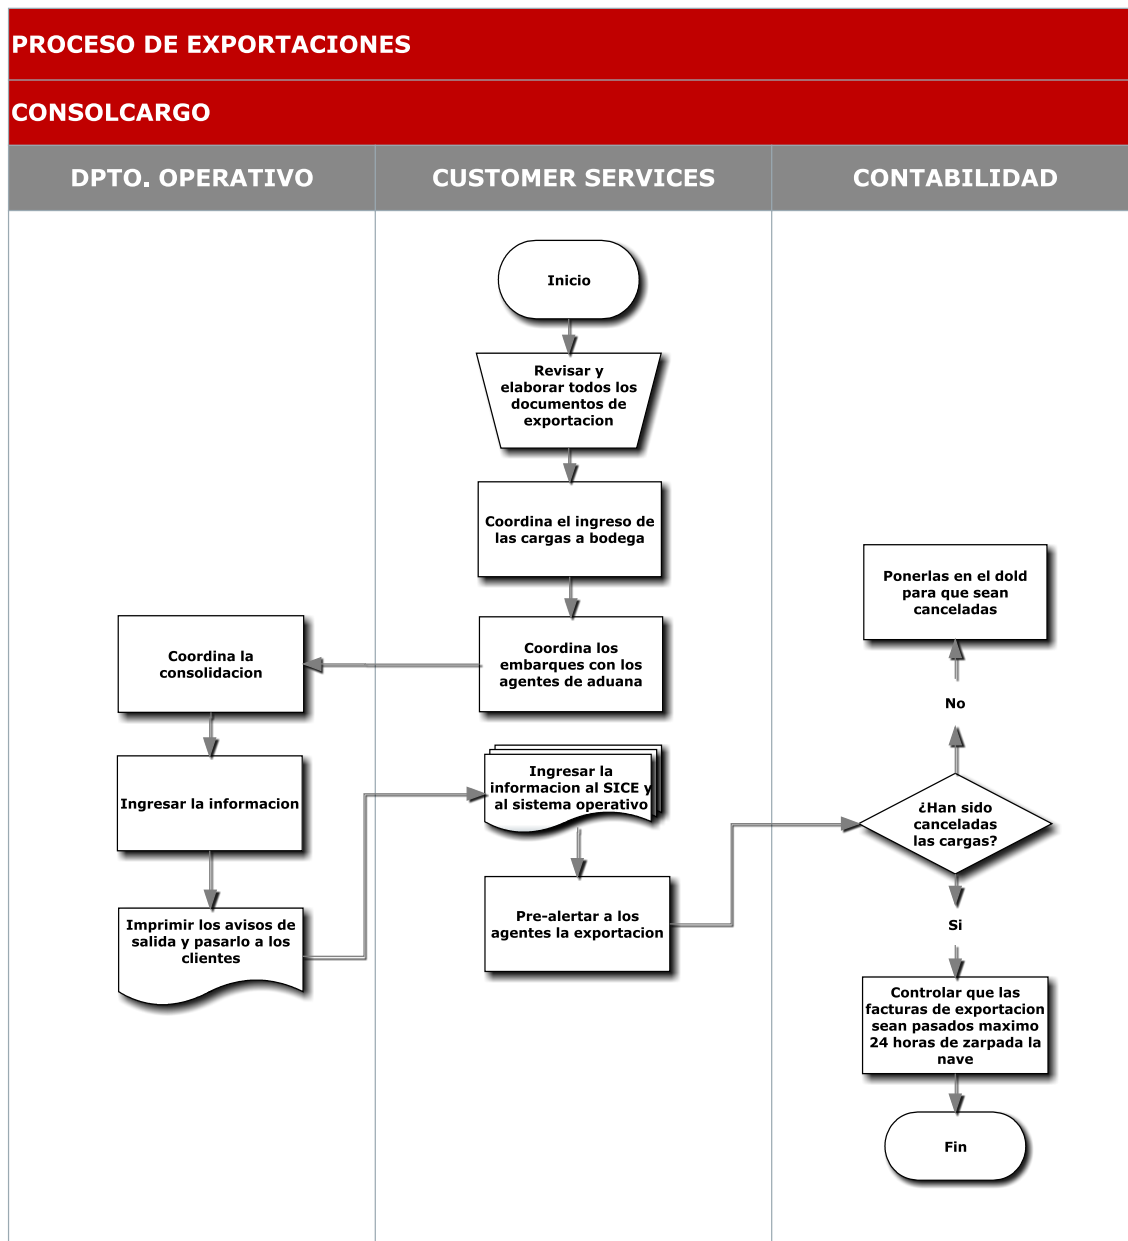 PROCESO DE EXPORTACIONES
CONSOLCARGO
DPTO. OPERATIVO
CUSTOMER SERVICES
CONTABILIDAD
Inicio
Revisar y
elaborar todos los
documentos de
exportacion
Coordina el ingreso de
las cargas a bodega
Coordina los
embarques con los
agentes de aduana
Coordina la
consolidacion
Ingresar la informacion
Imprimir los avisos de
salida y pasarlo a los
clientes
Ingresar la
informacion al SICE y
al sistema operativo
Pre-alertar a los
agentes la exportacion
¿Han sido
canceladas
las cargas?
No
Ponerlas en el dold
para que sean
canceladas
Si
Controlar que las
facturas de exportacion
sean pasados maximo
24 horas de zarpada la
nave
Fin